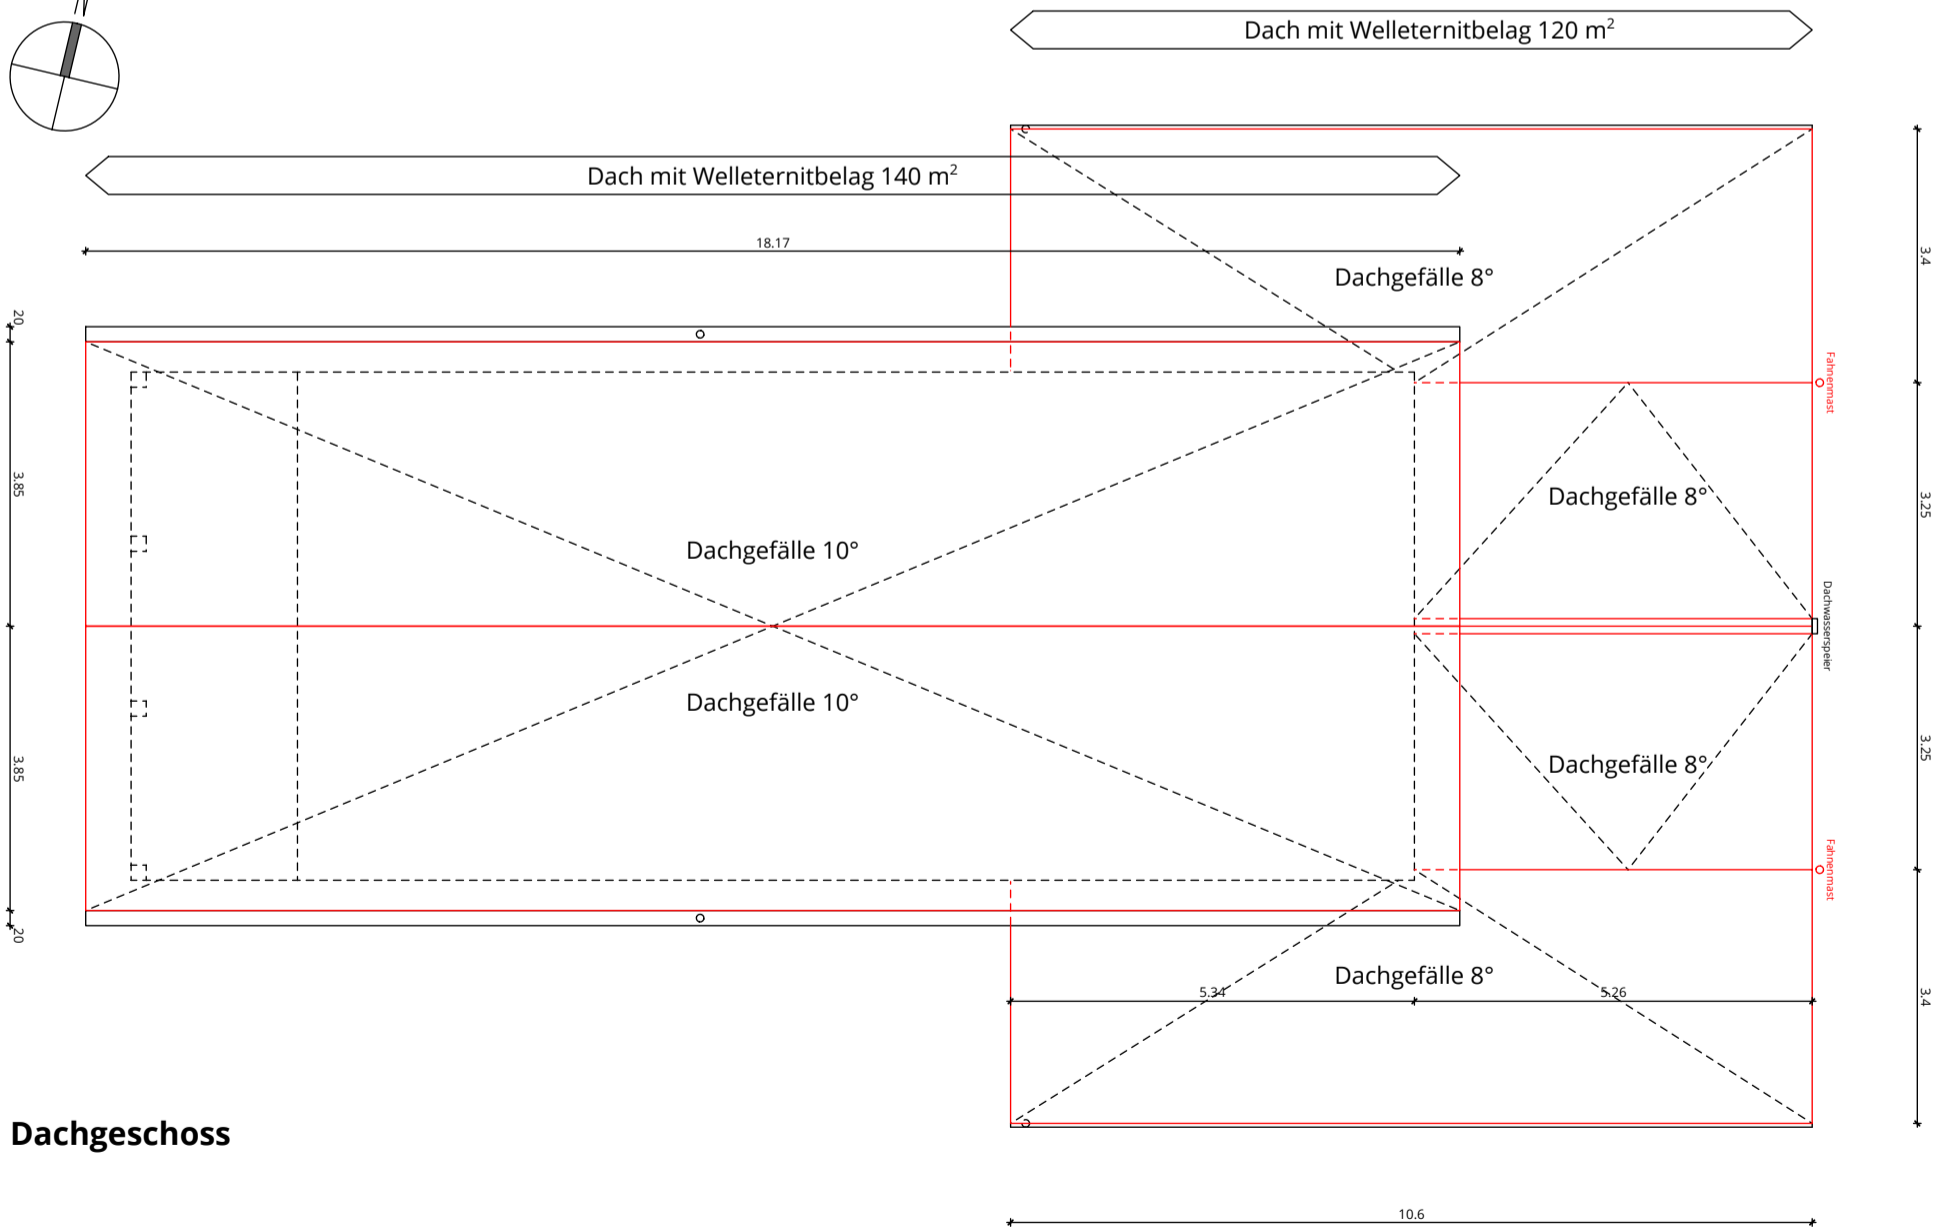 Dach mit Welleternitbelag 120 m²
Dach mit Welleternitbelag 140 m²
18.17
3.4
Dachgefälle 8°
20
Fahnenmast
3.85
Dachgefälle 8°
3.25
Dachgefälle 10°
Dachwasserspeier
Dachgefälle 10°
3.85
Dachgefälle 8°
3.25
Fahnenmast
20
Dachgefälle 8°
5.34
5.26
3.4
Dachgeschoss
10.6